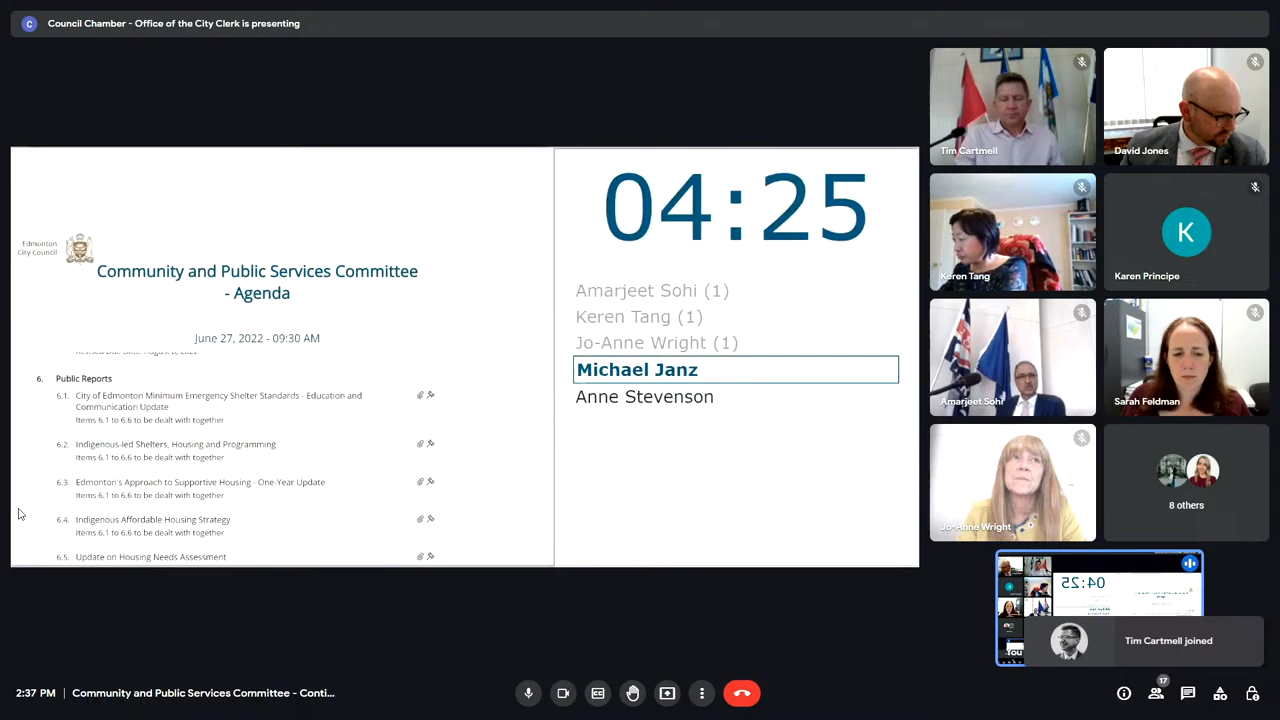 C
Council Chamber - Office of the City Clerk is presenting
Edmonton
City Council
Community and Public Services Committee
- Agenda
June 27, 2022 - 09:30 AM
6. Public Reports
6.1. City of Edmonton Minimum Emergency Shelter Standards - Education and
Communication Update
Items 6.1 to 6.6 to be dealt with together
6.2. Indigenous-led Shelters, Housing and Programming
Items 6.1 to 6.6 to be dealt with together
6.3. Edmonton's Approach to Supportive Housing - One-Year Update
Items 6.1 to 6.6 to be dealt with together
6.4. Indigenous Affordable Housing Strategy
Items 6.1 to 6.6 to be dealt with together
6.5. Update on Housing Needs Assessment
04:25
Amarjeet Sohi (1)
Keren Tang (1)
Jo-Anne Wright (1)
Michael Janz
Anne Stevenson
Tim Cartmell
David Jones
Keren Tang
K
Karen Principe
Amarjeet Sohi
Sarah Feldman
Jo-Anne Wright
8 others
04:25
You
Tim Cartmell joined
2:37 PM | Community and Public Services Committee - Conti...
17